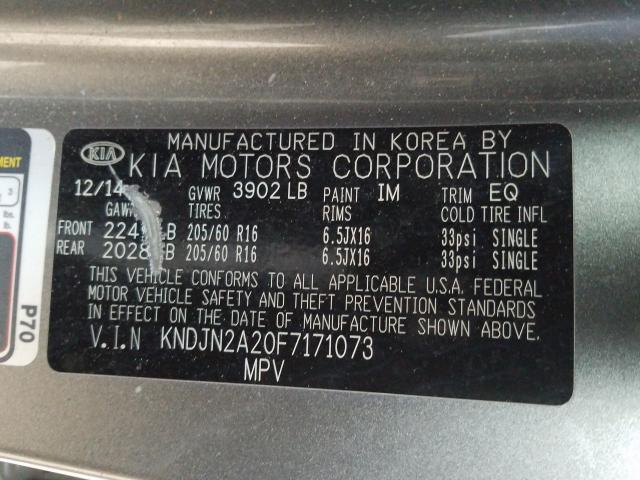 MANUFACTURED IN KOREA BY
KIA KIA MOTORS CORPORATION
12/14 GVWR 3902 LB PAINT IM TRIM EQ
TIRES RIMS COLD TIRE INFL
FRONT 205/60 R16 6.5JX16 33psi SINGLE
REAR 205/60 R16 6.5JX16 33psi SINGLE
THIS VEHICLE CONFORMS TO ALL APPLICABLE U.S.A. FEDERAL
MOTOR VEHICLE SAFETY AND THEFT PREVENTION STANDARDS
IN EFFECT ON THE DATE OF MANUFACTURE SHOWN ABOVE.
V.I.N KNDJN2A20F7171073
MPV
3
lbs.
P70